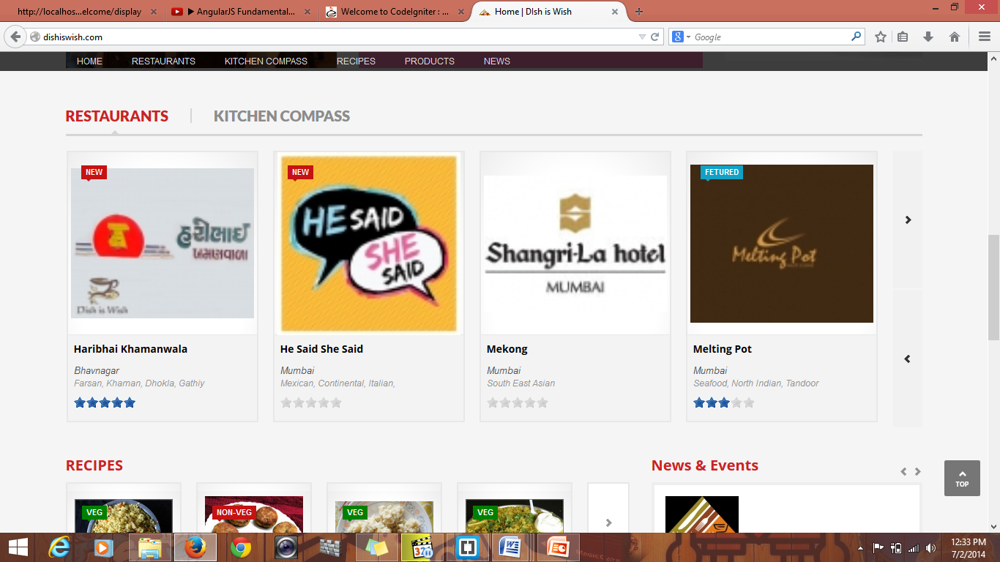 http://localhos...elcome/display
▶ AngularJS Fundamental...
Welcome to CodeIgniter : ...
Home | DIsh is Wish
dishiswish.com
Google
HOME RESTAURANTS KITCHEN COMPASS RECIPES PRODUCTS NEWS
RESTAURANTS KITCHEN COMPASS
NEW
હરીભાઈ
ખમણવાળા
Dish is Wish
Haribhai Khamanwala
Bhavnagar
Farsan, Khaman, Dhokla, Gathiy
NEW
HE SAID
SHE
SAID
He Said She Said
Mumbai
Mexican, Continental, Italian,
Shangri-La hotel
MUMBAI
Mekong
Mumbai
South East Asian
FETURED
Melting Pot
Melting Pot
Mumbai
Seafood, North Indian, Tandoor
RECIPES
VEG
NON-VEG
VEG
VEG
News & Events
TOP
12:33 PM
7/2/2014